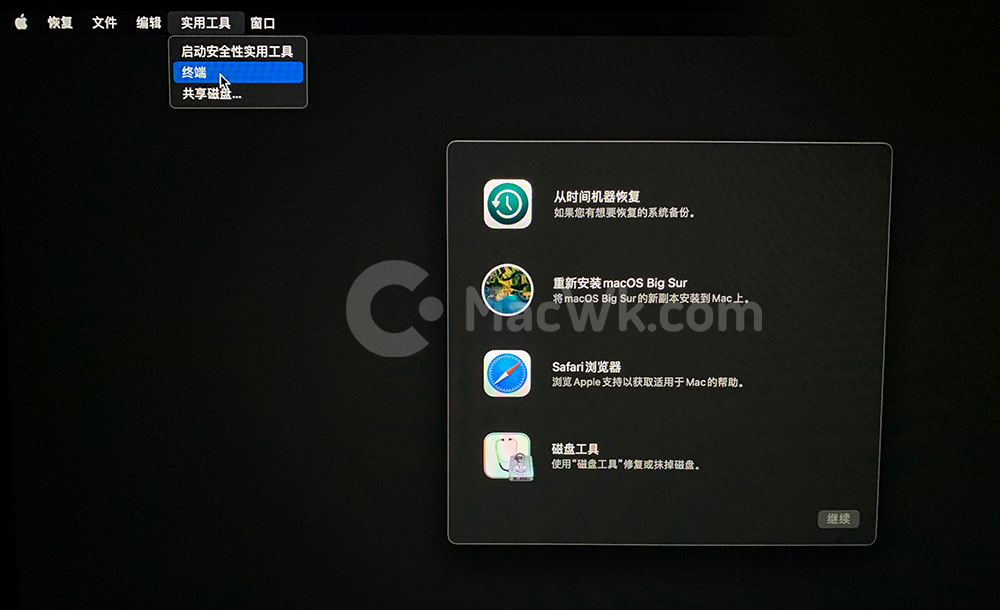 恢复 文件 编辑 实用工具 窗口
启动安全性实用工具
终端
共享磁盘...
从时间机器恢复
如果您有想要恢复的系统备份。
重新安装macOS Big Sur
将macOS Big Sur的新副本安装到Mac上。
MacWk.com
Safari浏览器
浏览Apple支持以获取适用于Mac的帮助。
磁盘工具
使用“磁盘工具”修复或抹掉磁盘。
继续